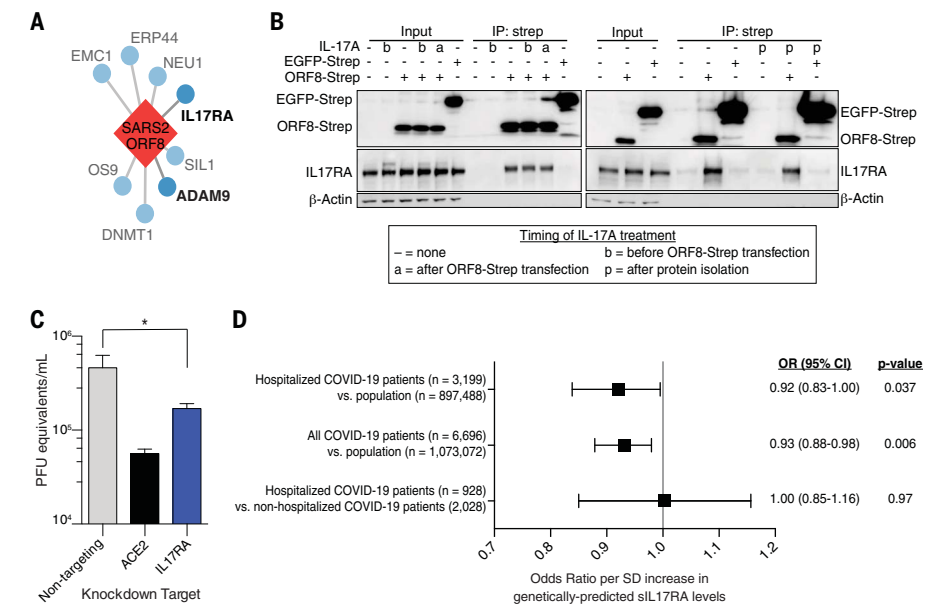 A
ERP44
EMC1
NEU1
IL17RA
SARS2
ORF8
SIL1
OS9
ADAM9
DNMT1
B
Input IP: strep Input IP: strep
IL-17A - b - b a - - b - b a - - - - - - - p p p
EGFP-Strep - - - - - + - - - - - + - - + - - + - - +
ORF8-Strep - - + + + - - - + + + - - + - - + - - + -
EGFP-Strep EGFP-Strep
ORF8-Strep ORF8-Strep
IL17RA IL17RA
β-Actin β-Actin
Timing of IL-17A treatment
– = none b = before ORF8-Strep transfection
a = after ORF8-Strep transfection p = after protein isolation
C
PFU equivalents/mL
10⁶
10⁵
10⁴
*
Non-targeting ACE2 IL17RA
Knockdown Target
D
OR (95% CI) p-value
Hospitalized COVID-19 patients (n = 3,199)
vs. population (n = 897,488)
0.92 (0.83-1.00) 0.037
All COVID-19 patients (n = 6,696)
vs. population (n = 1,073,072)
0.93 (0.88-0.98) 0.006
Hospitalized COVID-19 patients (n = 928)
vs. non-hospitalized COVID-19 patients (2,028)
1.00 (0.85-1.16) 0.97
0.7 0.8 0.9 1.0 1.1 1.2
Odds Ratio per SD increase in
genetically-predicted sIL17RA levels